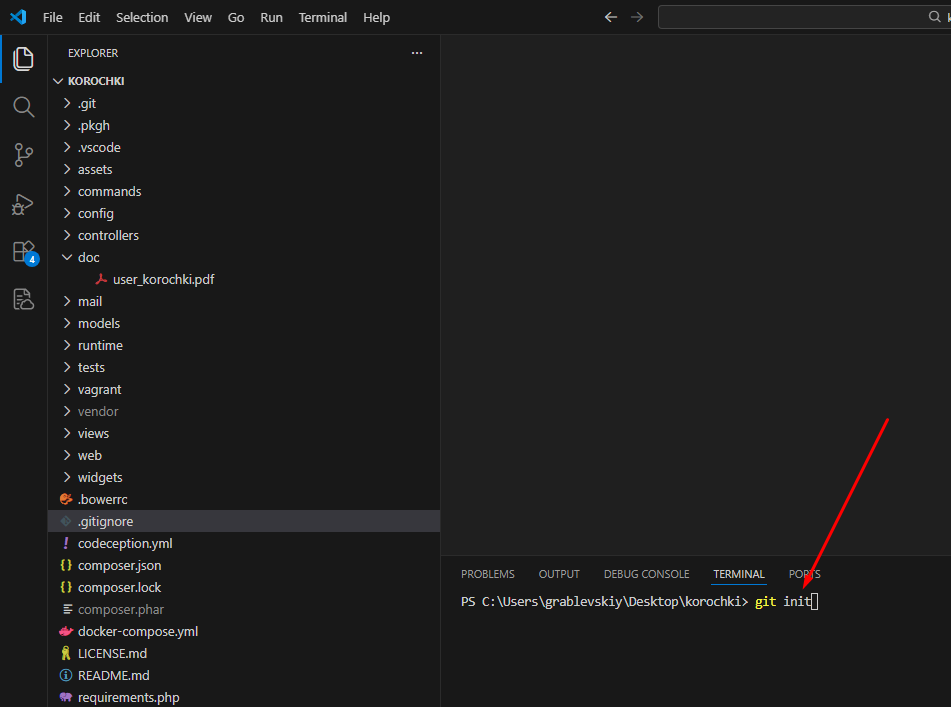 File Edit Selection View Go Run Terminal Help
EXPLORER
KOROCHKI
.git
.pkgh
.vscode
assets
commands
config
controllers
doc
user_korochki.pdf
mail
models
runtime
tests
vagrant
vendor
views
web
widgets
.bowerrc
.gitignore
codeception.yml
composer.json
composer.lock
composer.phar
docker-compose.yml
LICENSE.md
README.md
requirements.php
4
PROBLEMS OUTPUT DEBUG CONSOLE TERMINAL PORTS
PS C:\Users\grablevskiy\Desktop\korochki> git init